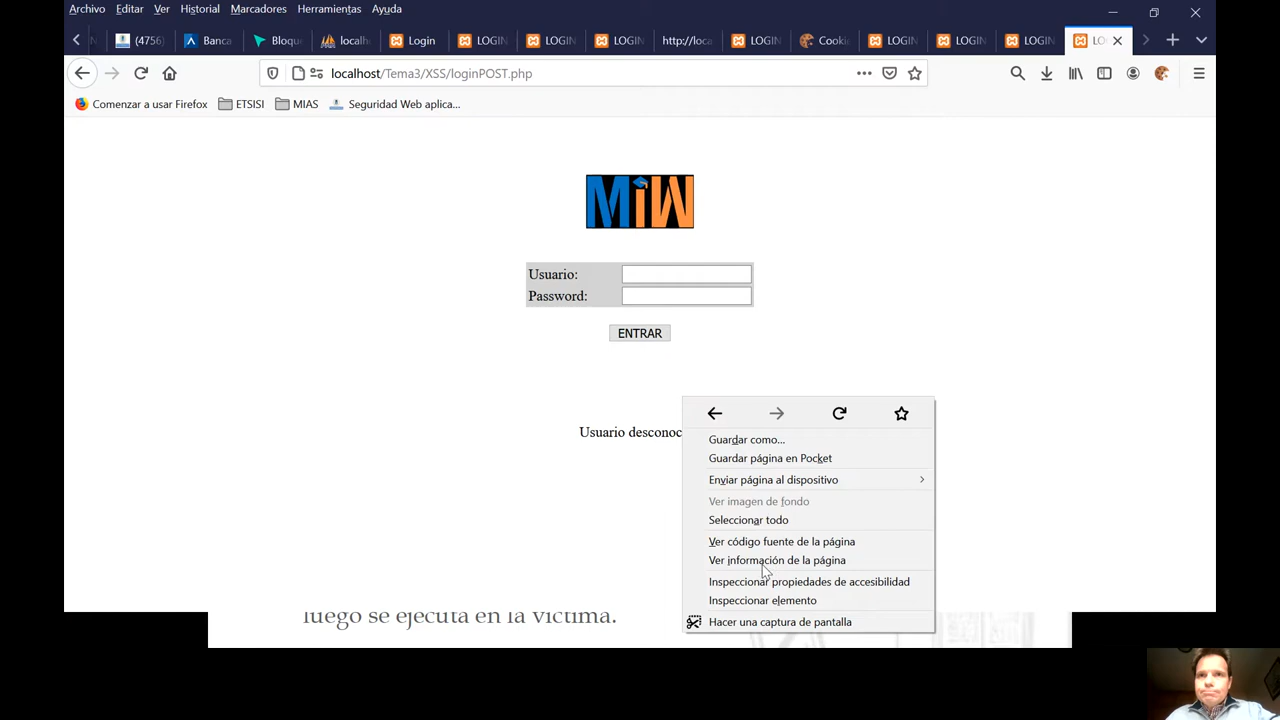 Archivo Editar Ver Historial Marcadores Herramientas Ayuda
(4756) Banca Bloque localh Login LOGIN LOGIN LOGIN http://loca LOGIN Cooki LOGIN LOGIN LOGIN LO
localhost/Tema3/XSS/loginPOST.php
Comenzar a usar Firefox ETSISI MIAS Seguridad Web aplica...
MiW
Usuario:
Password:
ENTRAR
Usuario desconoc
Guardar como...
Guardar página en Pocket
Enviar página al dispositivo
Ver imagen de fondo
Seleccionar todo
Ver código fuente de la página
Ver información de la página
Inspeccionar propiedades de accesibilidad
Inspeccionar elemento
Hacer una captura de pantalla
luego se ejecuta en la víctima.